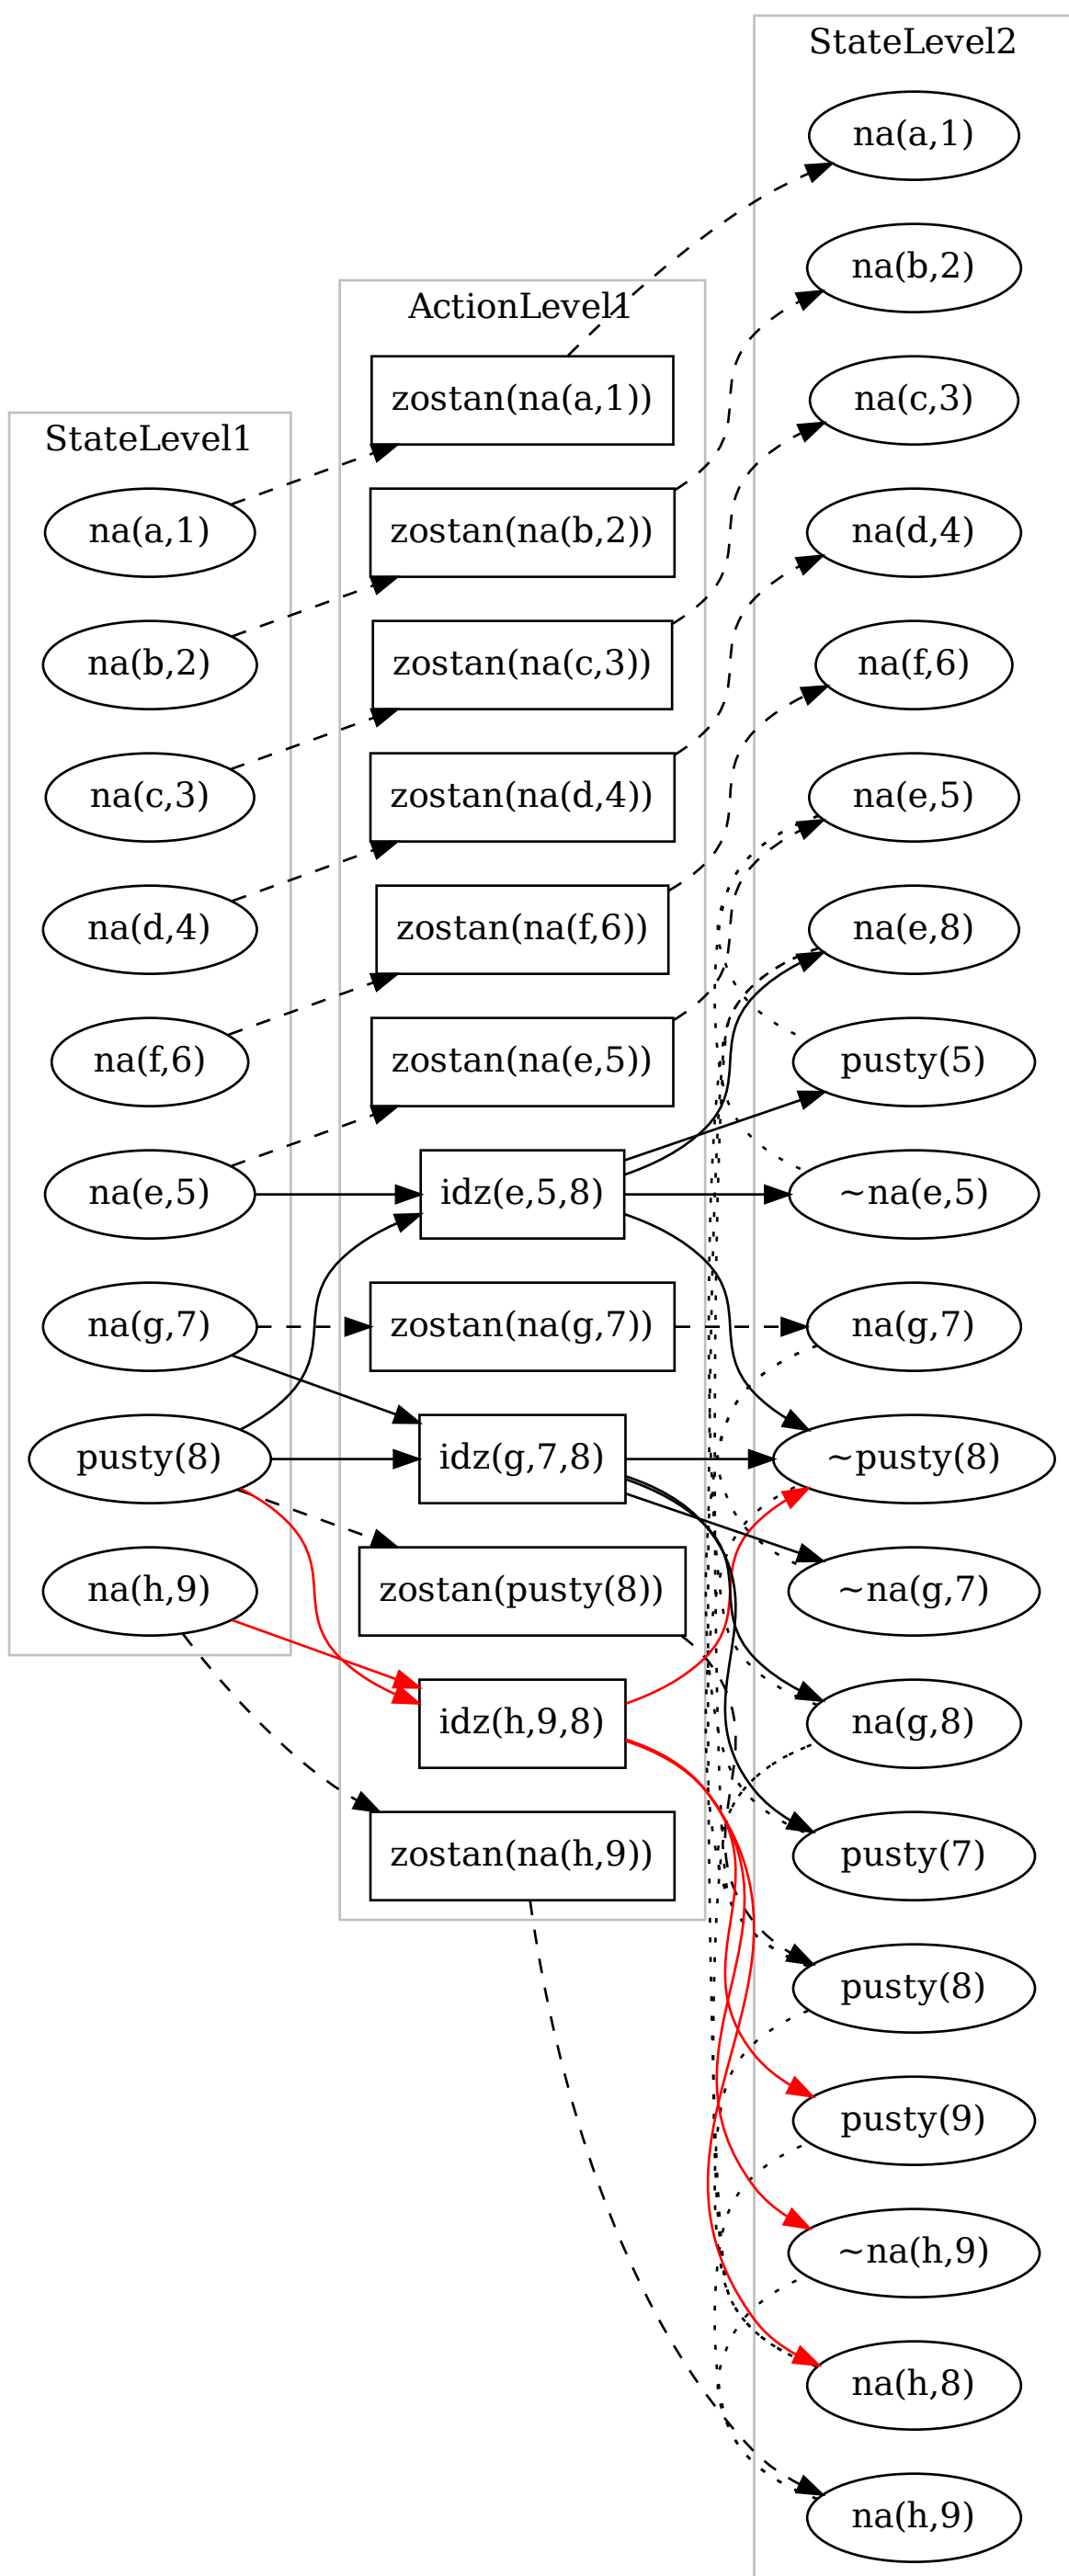 StateLevel1
na(a,1)
na(b,2)
na(c,3)
na(d,4)
na(f,6)
na(e,5)
na(g,7)
pusty(8)
na(h,9)
ActionLevel1
zostan(na(a,1))
zostan(na(b,2))
zostan(na(c,3))
zostan(na(d,4))
zostan(na(f,6))
zostan(na(e,5))
idz(e,5,8)
zostan(na(g,7))
idz(g,7,8)
zostan(pusty(8))
idz(h,9,8)
zostan(na(h,9))
StateLevel2
na(a,1)
na(b,2)
na(c,3)
na(d,4)
na(f,6)
na(e,5)
na(e,8)
pusty(5)
~na(e,5)
na(g,7)
~pusty(8)
~na(g,7)
na(g,8)
pusty(7)
pusty(8)
pusty(9)
~na(h,9)
na(h,8)
na(h,9)